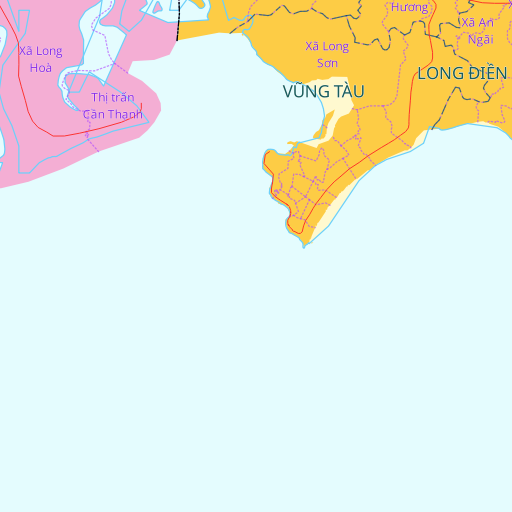 Hương
Xã An
Ngãi
Xã Long
Hoà
Xã Long
Sơn
LONG ĐIỀN
VŨNG TÀU
Thị trấn
Cần Thạnh